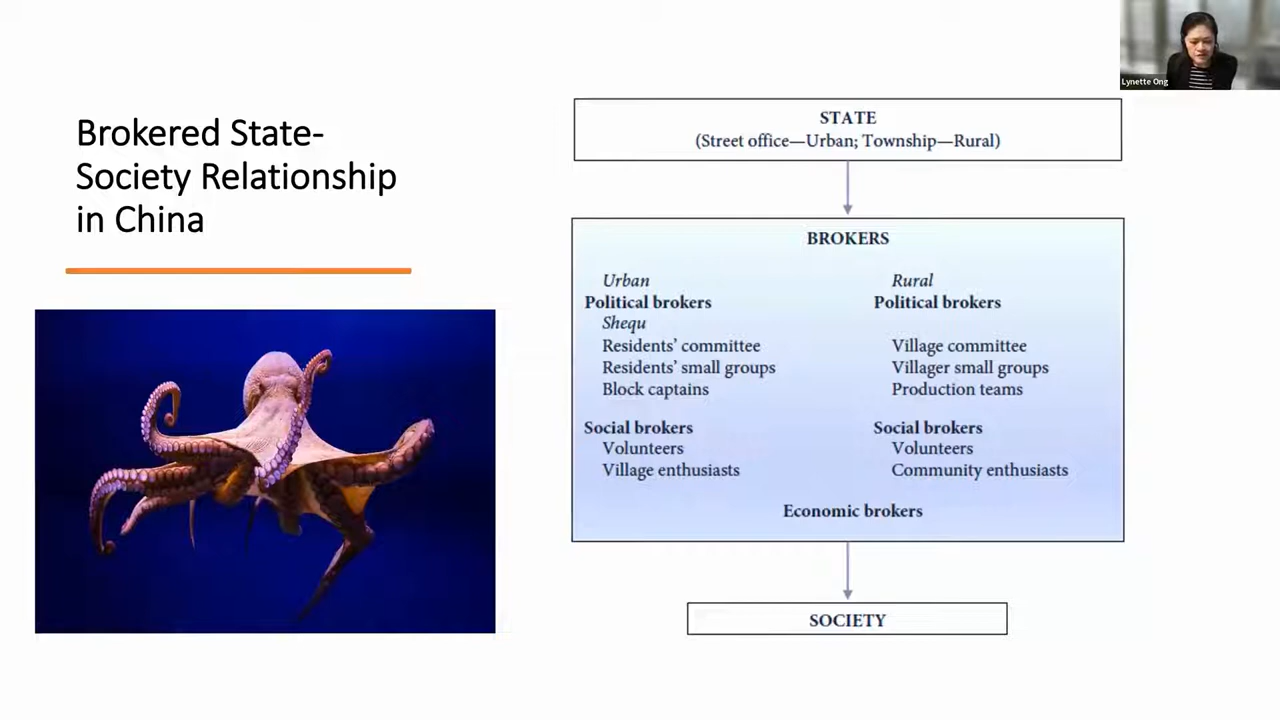 Lynette Ong
Brokered State-
Society Relationship
in China
STATE
(Street office—Urban; Township—Rural)
BROKERS
Urban
Political brokers
Shequ
Residents’ committee
Residents’ small groups
Block captains
Social brokers
Volunteers
Village enthusiasts
Rural
Political brokers
Village committee
Villager small groups
Production teams
Social brokers
Volunteers
Community enthusiasts
Economic brokers
SOCIETY